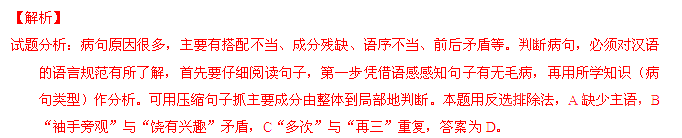 【解析】
试题分析：病句原因很多，主要有搭配不当、成分残缺、语序不当、前后矛盾等。判断病句，必须对汉语
的语言规范有所了解，首先要仔细阅读句子，第一步凭借语感感知句子有无毛病，再用所学知识（病
句类型）作分析。可用压缩句子抓主要成分由整体到局部地判断。本题用反选排除法，A 缺少主语，B
“袖手旁观”与“饶有兴趣”矛盾，C“多次”与“再三”重复，答案为 D。